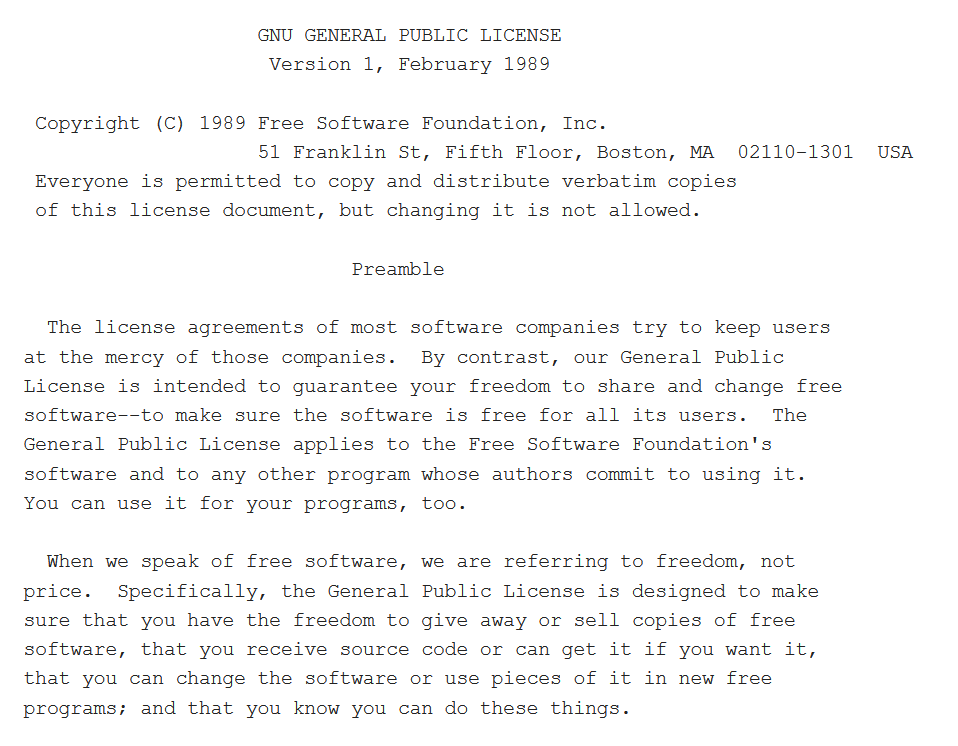 GNU GENERAL PUBLIC LICENSE
Version 1, February 1989
Copyright (C) 1989 Free Software Foundation, Inc.
51 Franklin St, Fifth Floor, Boston, MA  02110-1301  USA
Everyone is permitted to copy and distribute verbatim copies
of this license document, but changing it is not allowed.
Preamble
The license agreements of most software companies try to keep users
at the mercy of those companies.  By contrast, our General Public
License is intended to guarantee your freedom to share and change free
software--to make sure the software is free for all its users.  The
General Public License applies to the Free Software Foundation's
software and to any other program whose authors commit to using it.
You can use it for your programs, too.
When we speak of free software, we are referring to freedom, not
price.  Specifically, the General Public License is designed to make
sure that you have the freedom to give away or sell copies of free
software, that you receive source code or can get it if you want it,
that you can change the software or use pieces of it in new free
programs; and that you know you can do these things.